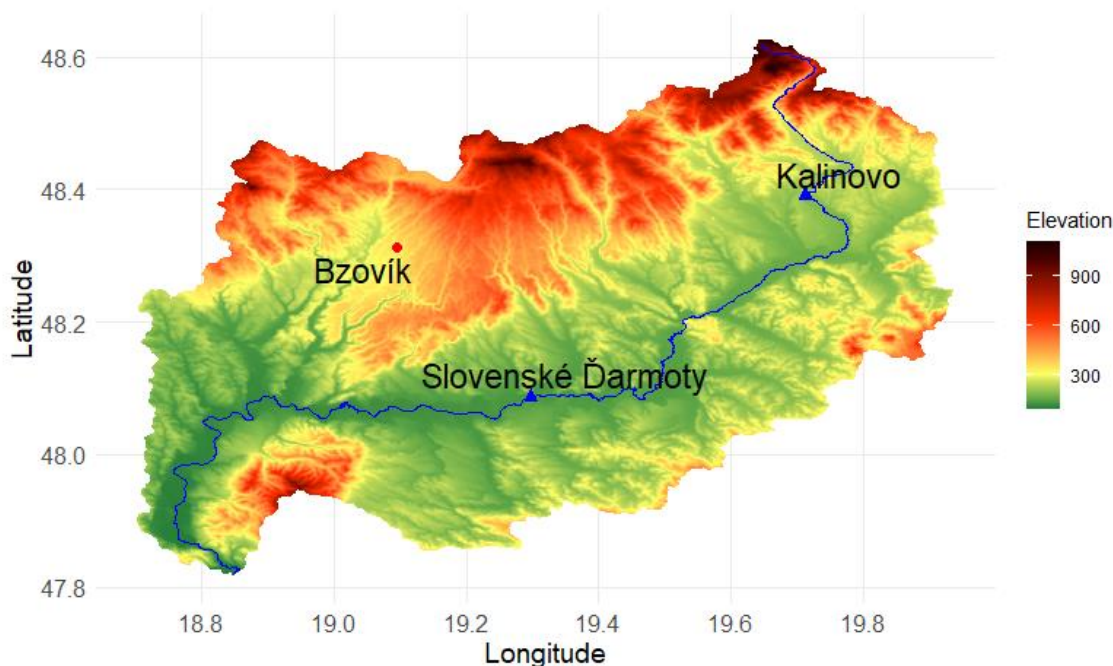 48.6
48.4
48.2
48.0
47.8
Latitude
Kalinovo
Bzovík
Slovenské Ďarmoty
18.8 19.0 19.2 19.4 19.6 19.8
Longitude
Elevation
900
600
300